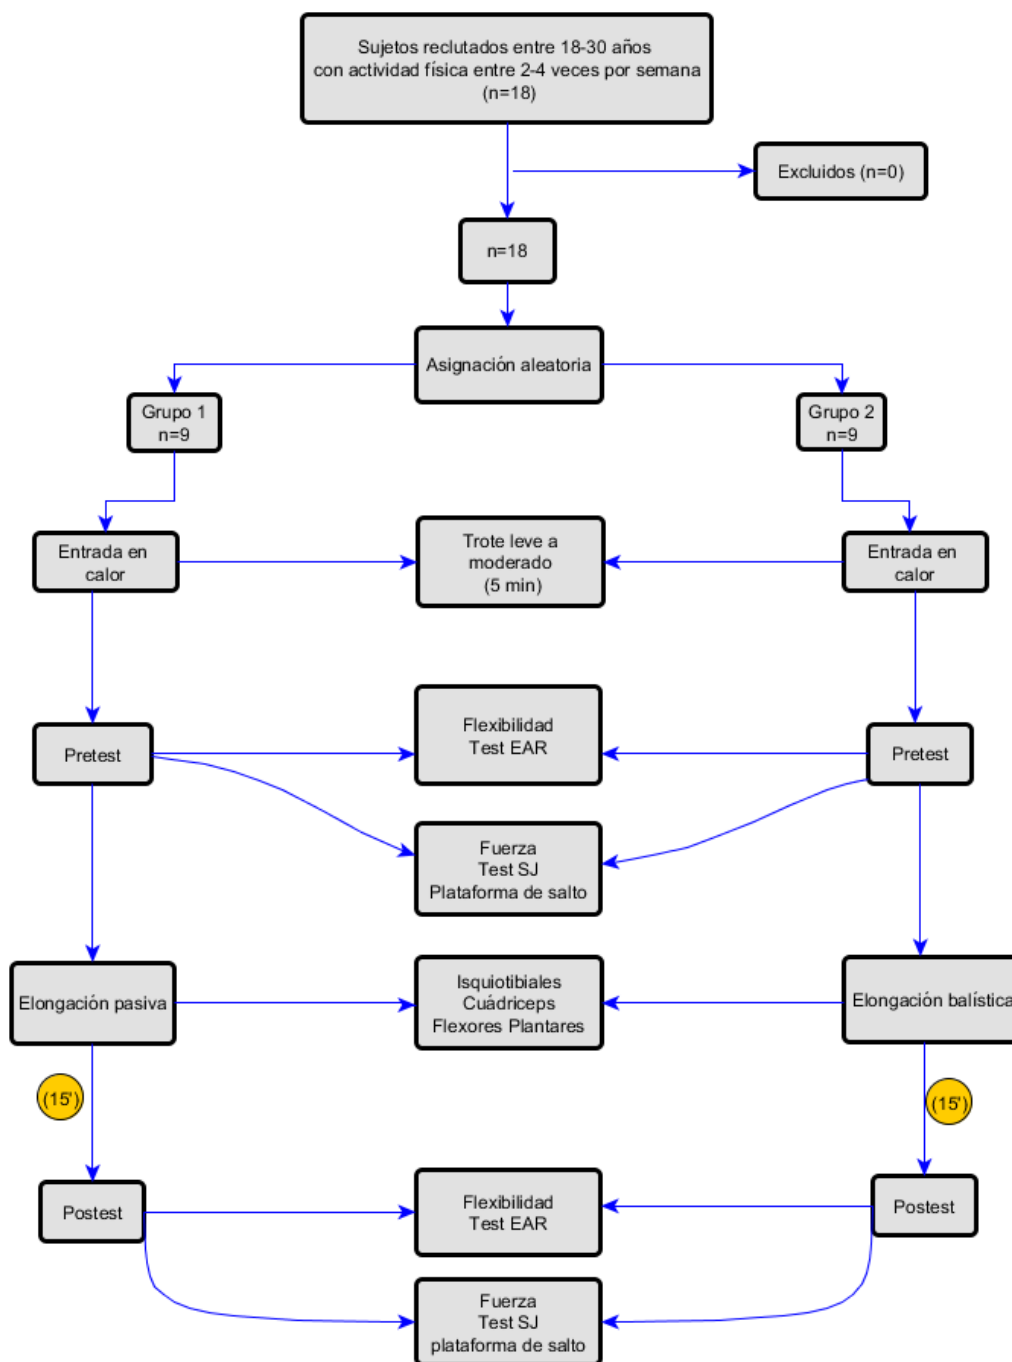 Sujetos reclutados entre 18-30 años
con actividad física entre 2-4 veces por semana
(n=18)
Excluidos (n=0)
n=18
Asignación aleatoria
Grupo 1
n=9
Grupo 2
n=9
Entrada en
calor
Trote leve a
moderado
(5 min)
Entrada en
calor
Pretest
Flexibilidad
Test EAR
Pretest
Fuerza
Test SJ
Plataforma de salto
Elongación pasiva
Isquiotibiales
Cuádriceps
Flexores Plantares
Elongación balística
(15')
(15')
Postest
Flexibilidad
Test EAR
Postest
Fuerza
Test SJ
plataforma de salto